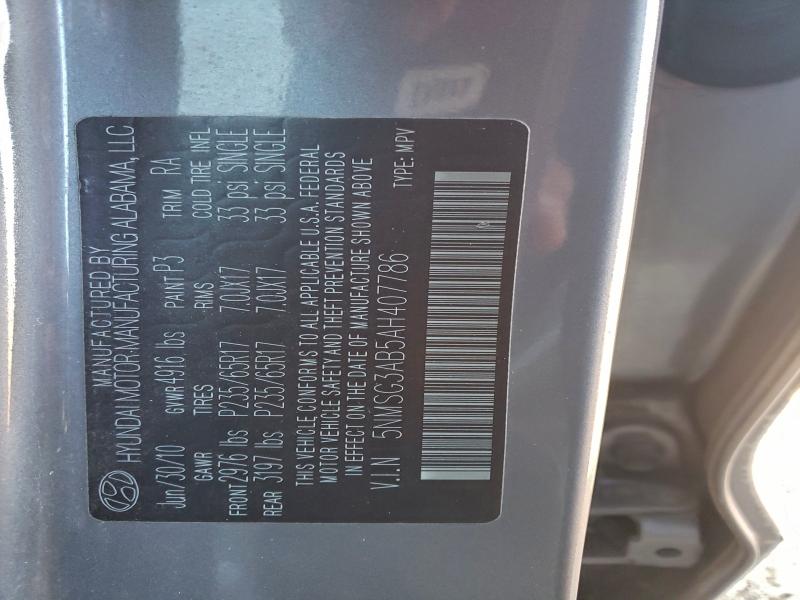 MANUFACTURED BY
HYUNDAI MOTOR MANUFACTURING ALABAMA, LLC
Jun/30/10 GVWR 4916 lbs PAINT P3 TRIM RA
GAWR TIRES RIMS COLD TIRE INFL
FRONT 2976 lbs P235/65R17 7.0JX17 33 psi SINGLE
REAR 3197 lbs P235/65R17 7.0JX17 33 psi SINGLE
THIS VEHICLE CONFORMS TO ALL APPLICABLE U.S.A. FEDERAL
MOTOR VEHICLE SAFETY AND THEFT PREVENTION STANDARDS
IN EFFECT ON THE DATE OF MANUFACTURE SHOWN ABOVE
V.I.N 5NMSG3AB5AH407786 TYPE: MPV